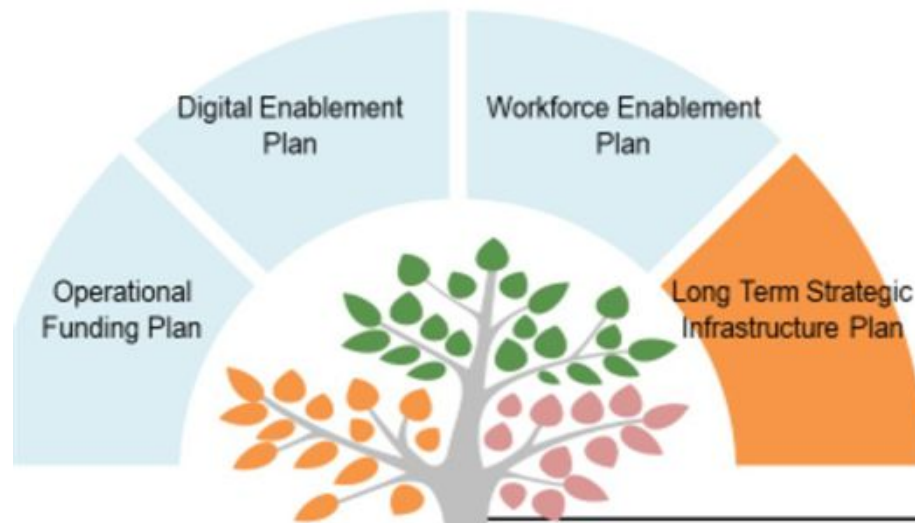 Digital Enablement
Plan
Workforce Enablement
Plan
Operational
Funding Plan
Long Term Strategic
Infrastructure Plan